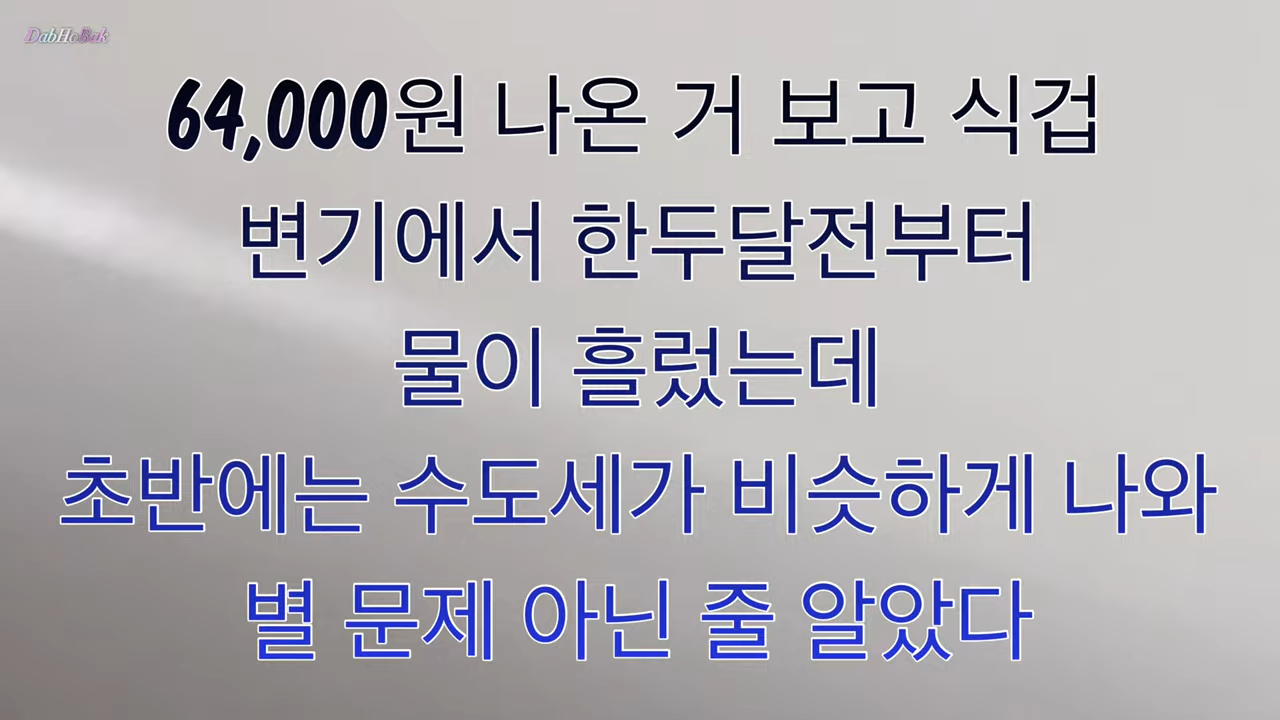 DabHoBak
64,000원 나온 거 보고 식겁
변기에서 한두달전부터
물이 흘렀는데
초반에는 수도세가 비슷하게 나와
별 문제 아닌 줄 알았다